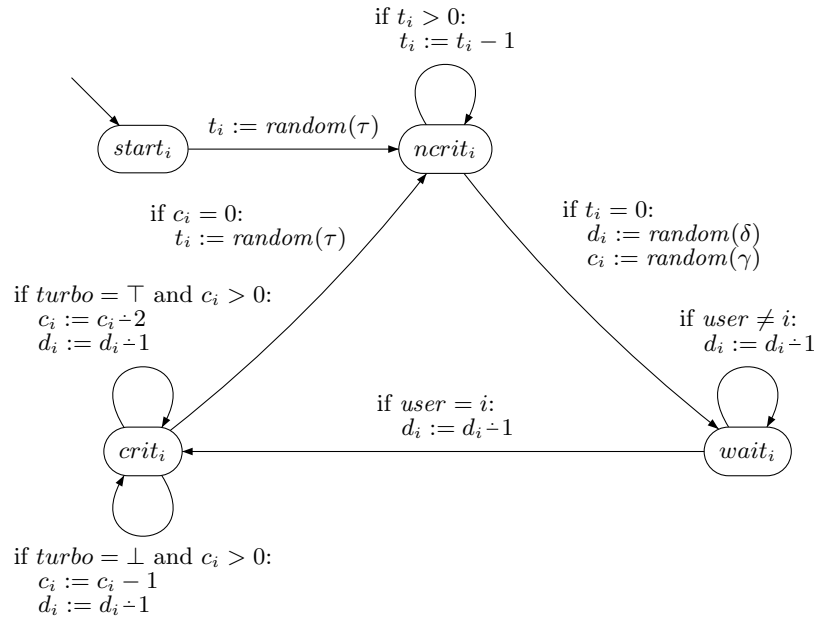 if tᵢ > 0:
tᵢ := tᵢ − 1
tᵢ := random(τ)
startᵢ
ncritᵢ
if cᵢ = 0:
tᵢ := random(τ)
if tᵢ = 0:
dᵢ := random(δ)
cᵢ := random(γ)
if turbo = ⊤ and cᵢ > 0:
cᵢ := cᵢ ∸ 2
dᵢ := dᵢ ∸ 1
if user ≠ i:
dᵢ := dᵢ ∸ 1
if user = i:
dᵢ := dᵢ ∸ 1
critᵢ
waitᵢ
if turbo = ⊥ and cᵢ > 0:
cᵢ := cᵢ − 1
dᵢ := dᵢ ∸ 1